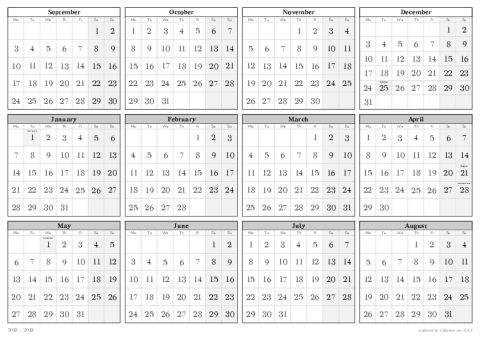 September
Mo Tu We Th Fr Sa Su
1 2
3 4 5 6 7 8 9
10 11 12 13 14 15 16
17 18 19 20 21 22 23
24 25 26 27 28 29 30
October
Mo Tu We Th Fr Sa Su
1 2 3 4 5 6 7
8 9 10 11 12 13 14
15 16 17 18 19 20 21
22 23 24 25 26 27 28
29 30 31
November
Mo Tu We Th Fr Sa Su
1 2 3 4
5 6 7 8 9 10 11
12 13 14 15 16 17 18
19 20 21 22 23 24 25
26 27 28 29 30
December
Mo Tu We Th Fr Sa Su
1 2
3 4 5 6 7 8 9
10 11 12 13 14 15 16
17 18 19 20 21 22 23
24 25 26 27 28 29 30
31
January
Mo Tu We Th Fr Sa Su
1 2 3 4 5 6
7 8 9 10 11 12 13
14 15 16 17 18 19 20
21 22 23 24 25 26 27
28 29 30 31
February
Mo Tu We Th Fr Sa Su
1 2 3
4 5 6 7 8 9 10
11 12 13 14 15 16 17
18 19 20 21 22 23 24
25 26 27 28
March
Mo Tu We Th Fr Sa Su
1 2 3
4 5 6 7 8 9 10
11 12 13 14 15 16 17
18 19 20 21 22 23 24
25 26 27 28 29 30 31
April
Mo Tu We Th Fr Sa Su
1 2 3 4 5 6 7
8 9 10 11 12 13 14
15 16 17 18 19 20 21
22 23 24 25 26 27 28
29 30
May
Mo Tu We Th Fr Sa Su
1 2 3 4 5
6 7 8 9 10 11 12
13 14 15 16 17 18 19
20 21 22 23 24 25 26
27 28 29 30 31
June
Mo Tu We Th Fr Sa Su
1 2
3 4 5 6 7 8 9
10 11 12 13 14 15 16
17 18 19 20 21 22 23
24 25 26 27 28 29 30
July
Mo Tu We Th Fr Sa Su
1 2 3 4 5 6 7
8 9 10 11 12 13 14
15 16 17 18 19 20 21
22 23 24 25 26 27 28
29 30 31
August
Mo Tu We Th Fr Sa Su
1 2 3 4
5 6 7 8 9 10 11
12 13 14 15 16 17 18
19 20 21 22 23 24 25
26 27 28 29 30 31
2018 - 2019